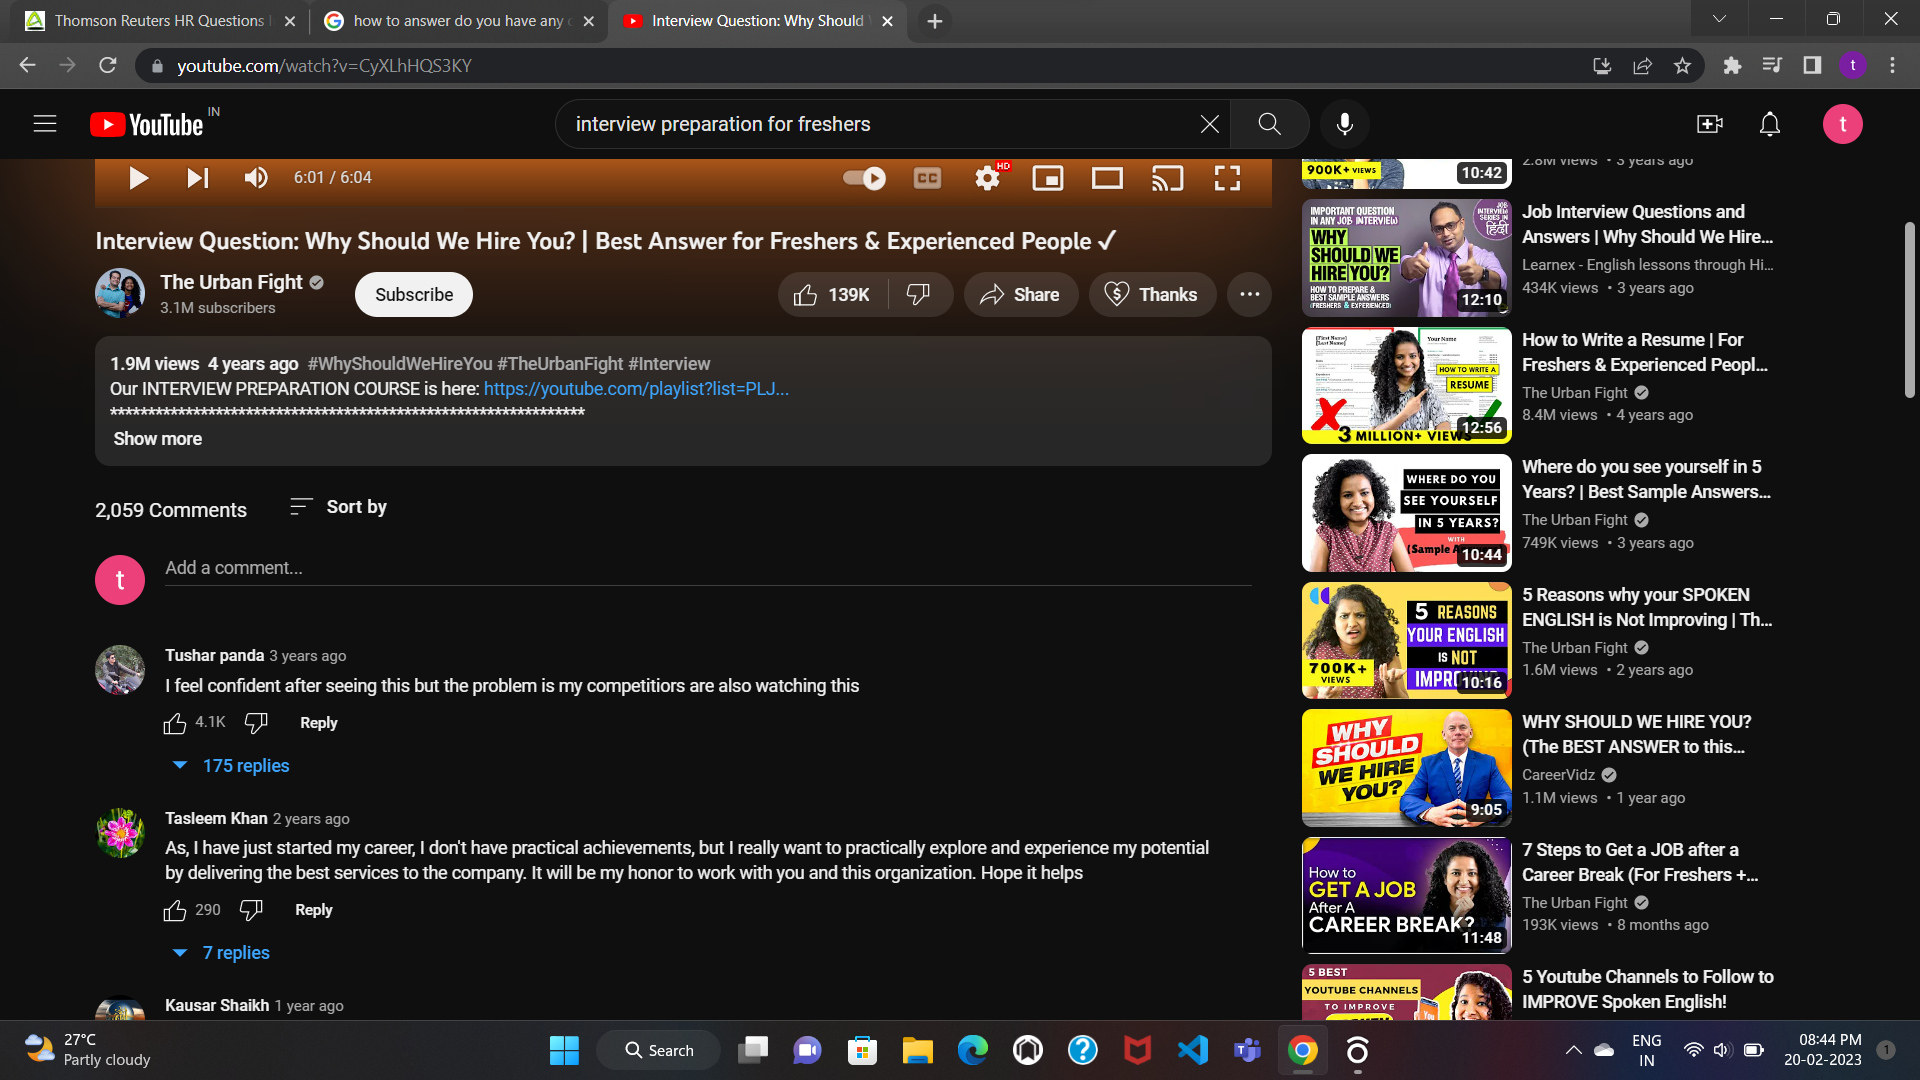 Thomson Reuters HR Questions
how to answer do you have any
Interview Question: Why Should
youtube.com/watch?v=CyXLhHQS3KY
t
YouTube IN
interview preparation for freshers
t
6:01 / 6:04
CC
HD
Interview Question: Why Should We Hire You? | Best Answer for Freshers & Experienced People ✓
The Urban Fight
3.1M subscribers
Subscribe
139K
Share
Thanks
1.9M views 4 years ago #WhyShouldWeHireYou #TheUrbanFight #Interview
Our INTERVIEW PREPARATION COURSE is here: https://youtube.com/playlist?list=PLJ...
Show more
2,059 Comments
Sort by
t
Add a comment...
Tushar panda 3 years ago
I feel confident after seeing this but the problem is my competitiors are also watching this
4.1K
Reply
175 replies
Tasleem Khan 2 years ago
As, I have just started my career, I don't have practical achievements, but I really want to practically explore and experience my potential
by delivering the best services to the company. It will be my honor to work with you and this organization. Hope it helps
290
Reply
7 replies
Kausar Shaikh 1 year ago
900K+ VIEWS
10:42
2.8M views • 3 years ago
IMPORTANT QUESTION
IN ANY JOB INTERVIEW
WHY
SHOULD WE
HIRE YOU?
HOW TO PREPARE &
BEST SAMPLE ANSWERS
(FRESHERS & EXPERIENCED)
JOB
INTERVIEW
SERIES IN
हिंदी
12:10
Job Interview Questions and
Answers | Why Should We Hire...
Learnex - English lessons through Hi...
434K views • 3 years ago
[First Name]
[Last Name]
Your Name
HOW TO WRITE A
RESUME
3 MILLION+ VIEWS
12:56
How to Write a Resume | For
Freshers & Experienced Peopl...
The Urban Fight
8.4M views • 4 years ago
WHERE DO YOU
SEE YOURSELF
IN 5 YEARS?
WITH
(Sample
10:44
Where do you see yourself in 5
Years? | Best Sample Answers...
The Urban Fight
749K views • 3 years ago
5 REASONS
YOUR ENGLISH
IS NOT
700K+
VIEWS
10:16
5 Reasons why your SPOKEN
ENGLISH is Not Improving | Th...
The Urban Fight
1.6M views • 2 years ago
WHY
SHOULD
WE HIRE
YOU?
9:05
WHY SHOULD WE HIRE YOU?
(The BEST ANSWER to this...
CareerVidz
1.1M views • 1 year ago
How to
GET A JOB
After A
CAREER BREAK?
11:48
7 Steps to Get a JOB after a
Career Break (For Freshers +...
The Urban Fight
193K views • 8 months ago
5 BEST
YOUTUBE CHANNELS
TO IMPROVE
5 Youtube Channels to Follow to
IMPROVE Spoken English!
27°C
Partly cloudy
Search
ENG
IN
08:44 PM
20-02-2023
1